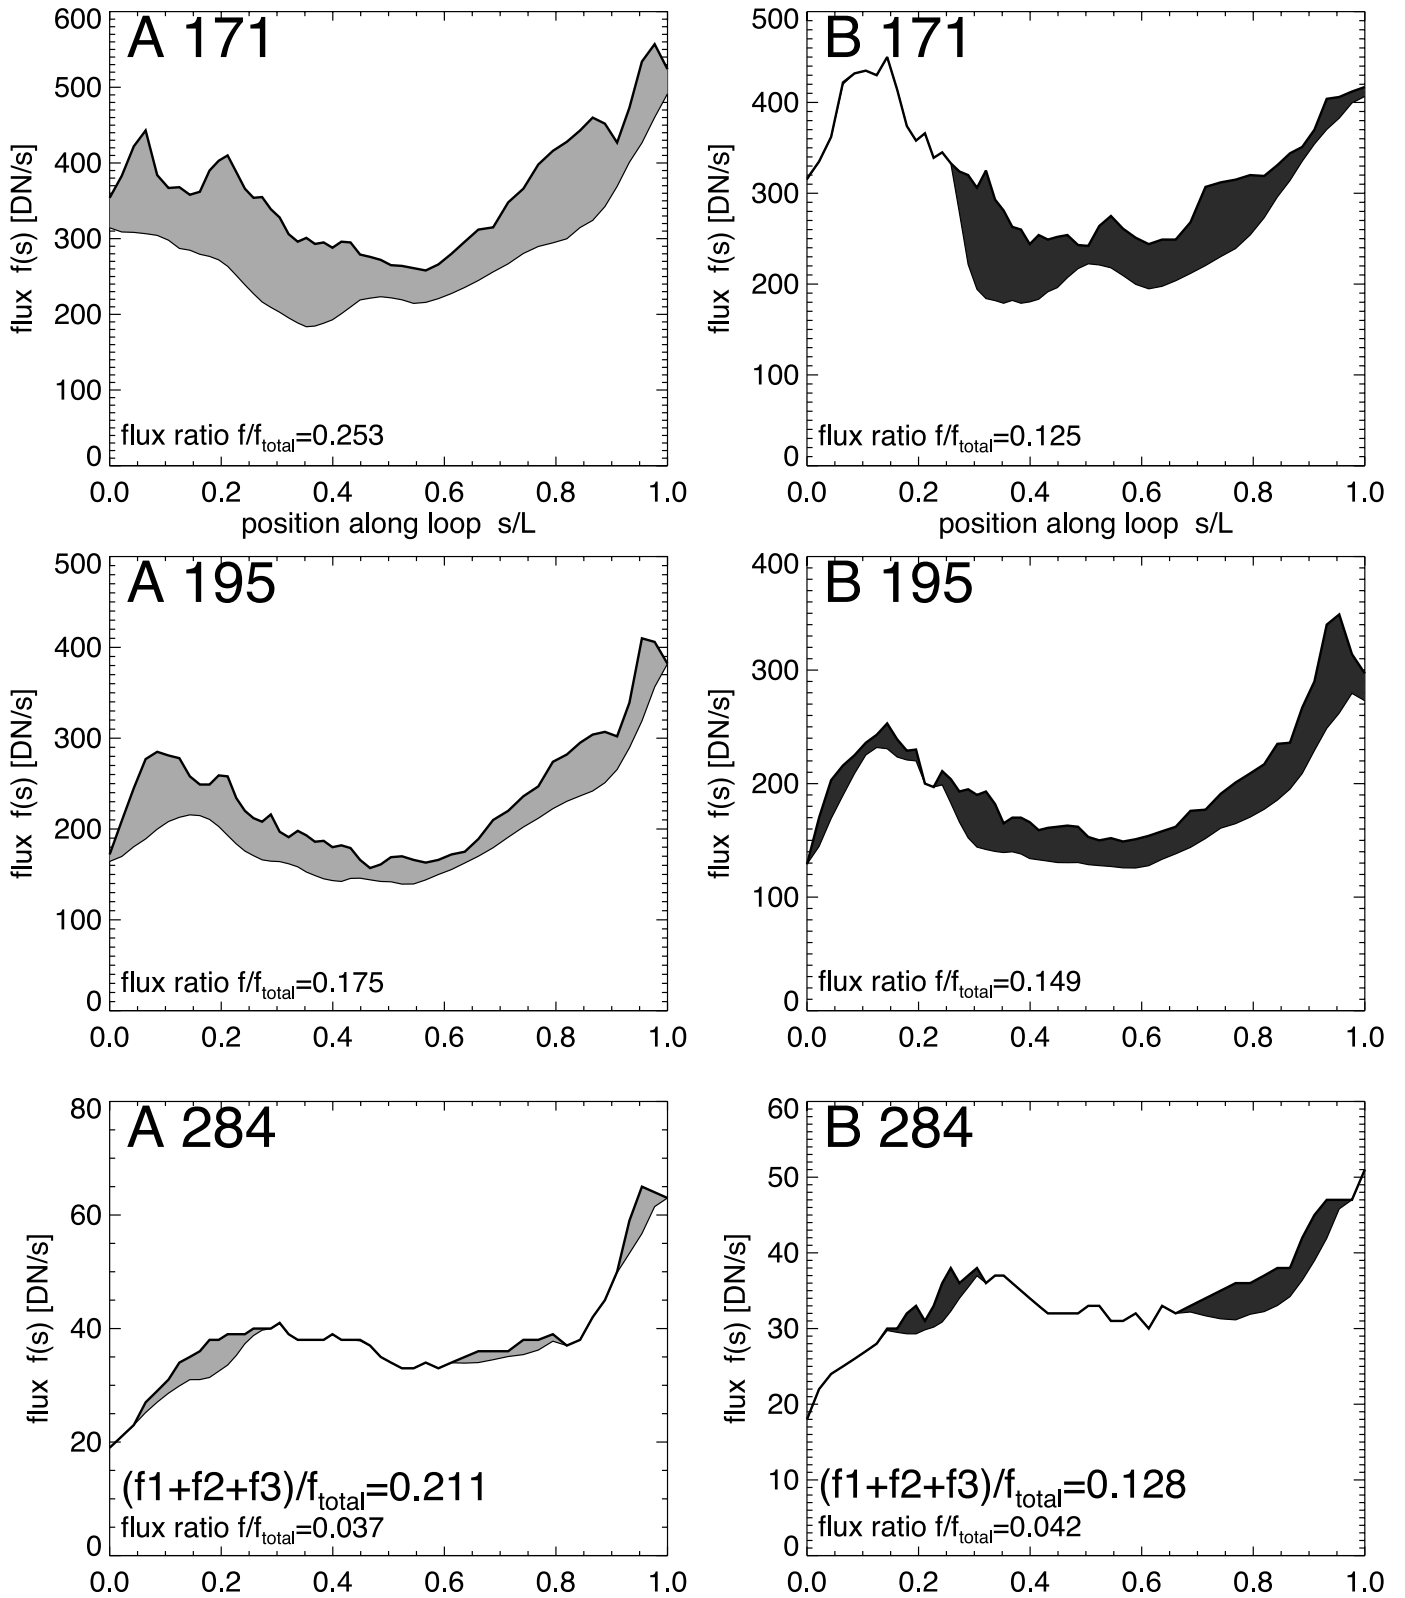 A 171
600
500
400
300
200
100
0
flux f(s) [DN/s]
flux ratio f/ftotal=0.253
0.0 0.2 0.4 0.6 0.8 1.0
position along loop s/L
B 171
500
400
300
200
100
0
flux f(s) [DN/s]
flux ratio f/ftotal=0.125
0.0 0.2 0.4 0.6 0.8 1.0
position along loop s/L
A 195
500
400
300
200
100
0
flux f(s) [DN/s]
flux ratio f/ftotal=0.175
0.0 0.2 0.4 0.6 0.8 1.0
B 195
400
300
200
100
0
flux f(s) [DN/s]
flux ratio f/ftotal=0.149
0.0 0.2 0.4 0.6 0.8 1.0
A 284
80
60
40
20
0
flux f(s) [DN/s]
(f1+f2+f3)/ftotal=0.211
flux ratio f/ftotal=0.037
0.0 0.2 0.4 0.6 0.8 1.0
B 284
60
50
40
30
20
10
0
flux f(s) [DN/s]
(f1+f2+f3)/ftotal=0.128
flux ratio f/ftotal=0.042
0.0 0.2 0.4 0.6 0.8 1.0